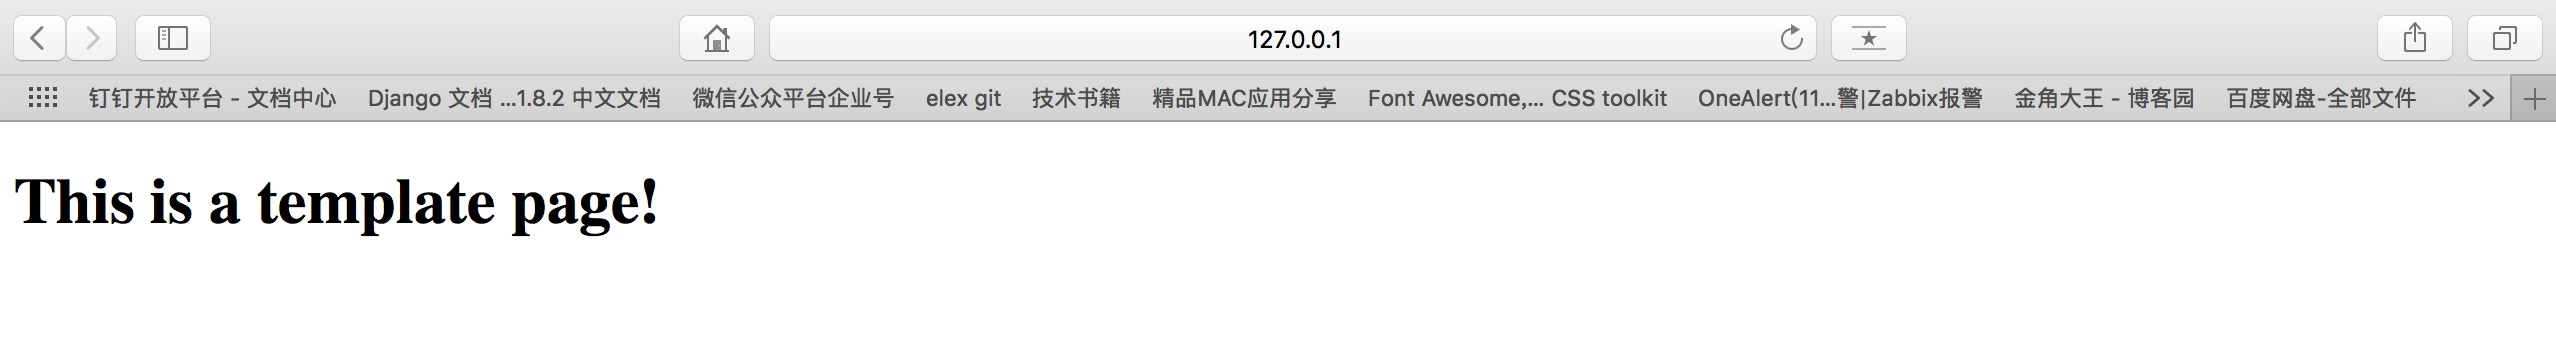 127.0.0.1
钉钉开放平台 - 文档中心 Django 文档 ...1.8.2 中文文档 微信公众平台企业号 elex git 技术书籍 精品MAC应用分享 Font Awesome,... CSS toolkit OneAlert(11...警|Zabbix报警 金角大王 - 博客园 百度网盘-全部文件
This is a template page!